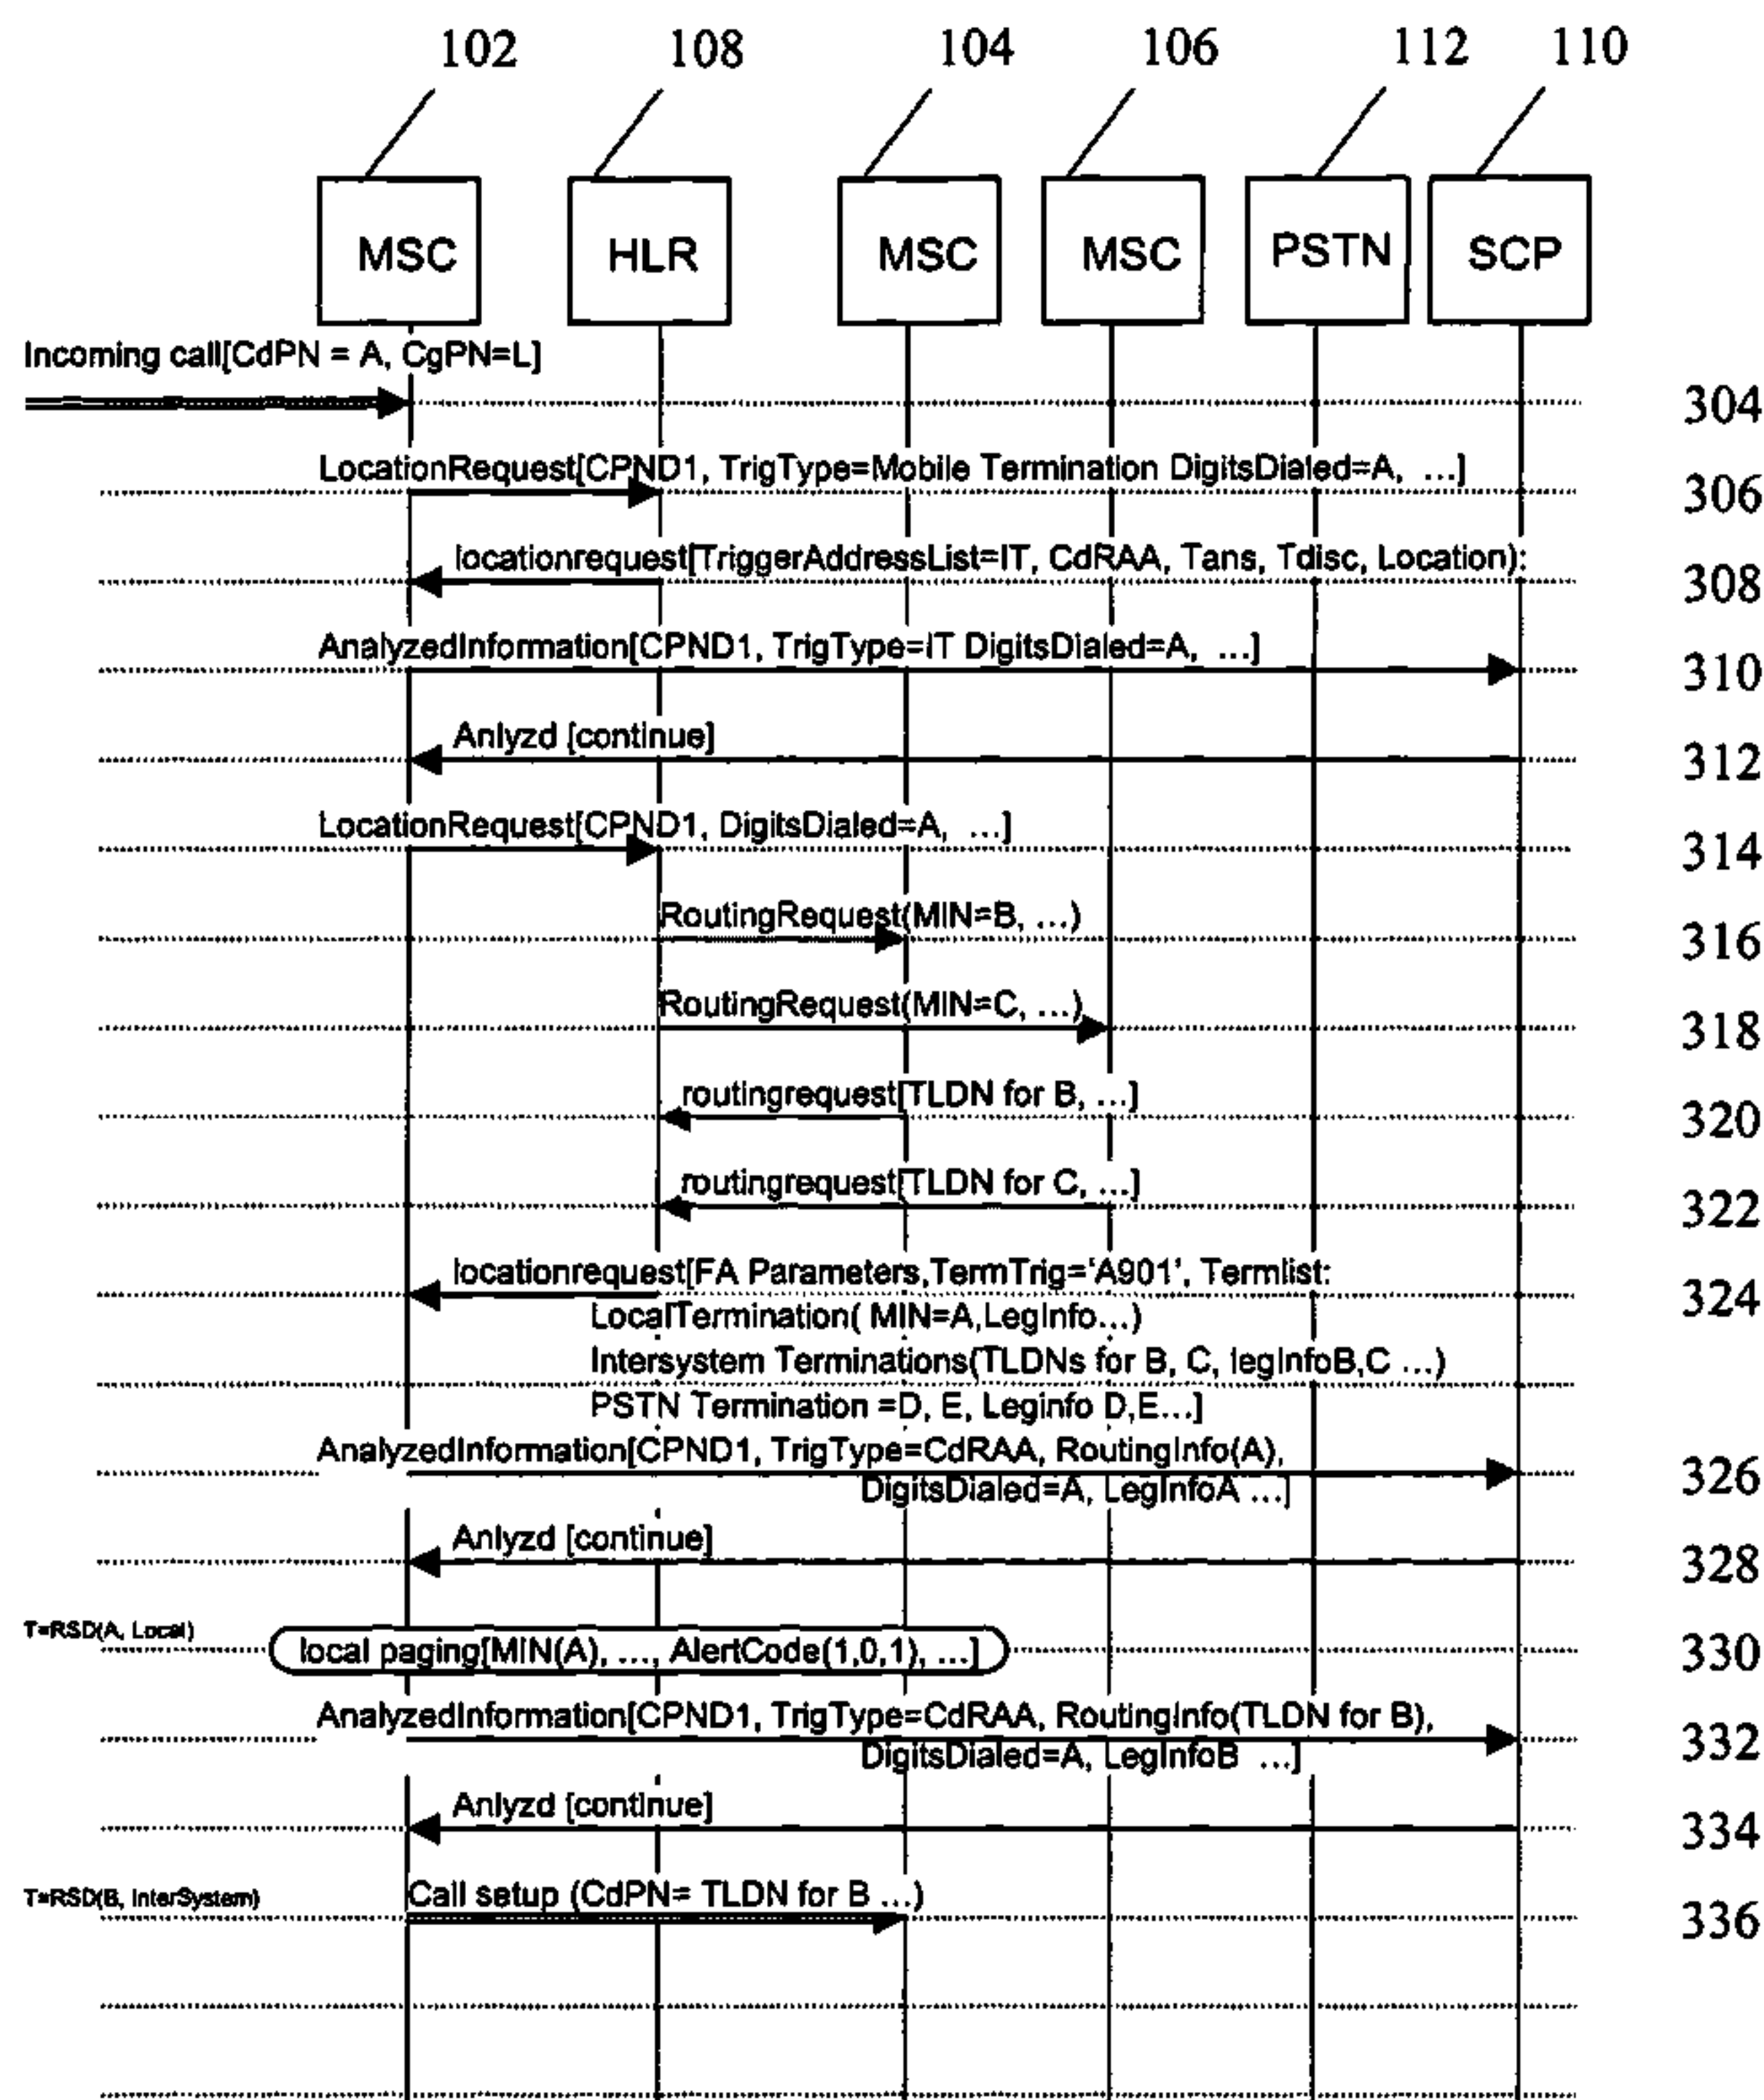 102 108 104 106 112 110
MSC HLR MSC MSC PSTN SCP
Incoming call[CdPN = A, CgPN=L]
304
LocationRequest[CPND1, TrigType=Mobile Termination DigitsDialed=A, ...]
306
locationrequest[TriggerAddressList=IT, CdRAA, Tans, Tdisc, Location):
308
AnalyzedInformation[CPND1, TrigType=IT DigitsDialed=A, ...]
310
Anlyzd [continue]
312
LocationRequest[CPND1, DigitsDialed=A, ...]
314
RoutingRequest(MIN=B, ...)
316
RoutingRequest(MIN=C, ...)
318
routingrequest[TLDN for B, ...]
320
routingrequest[TLDN for C, ...]
322
locationrequest[FA Parameters,TermTrig='A901', Termlist:
324
LocalTermination( MIN=A,LegInfo...)
Intersystem Terminations(TLDNs for B, C, legInfoB,C ...)
PSTN Termination =D, E, Leginfo D,E...]
AnalyzedInformation[CPND1, TrigType=CdRAA, RoutingInfo(A),
326
DigitsDialed=A, LegInfoA ...]
Anlyzd [continue]
328
T=RSD(A, Local)
local paging[MIN(A), ..., AlertCode(1,0,1), ...]
330
AnalyzedInformation[CPND1, TrigType=CdRAA, RoutingInfo(TLDN for B),
332
DigitsDialed=A, LegInfoB ...]
Anlyzd [continue]
334
T=RSD(B, InterSystem)
Call setup (CdPN= TLDN for B ...)
336